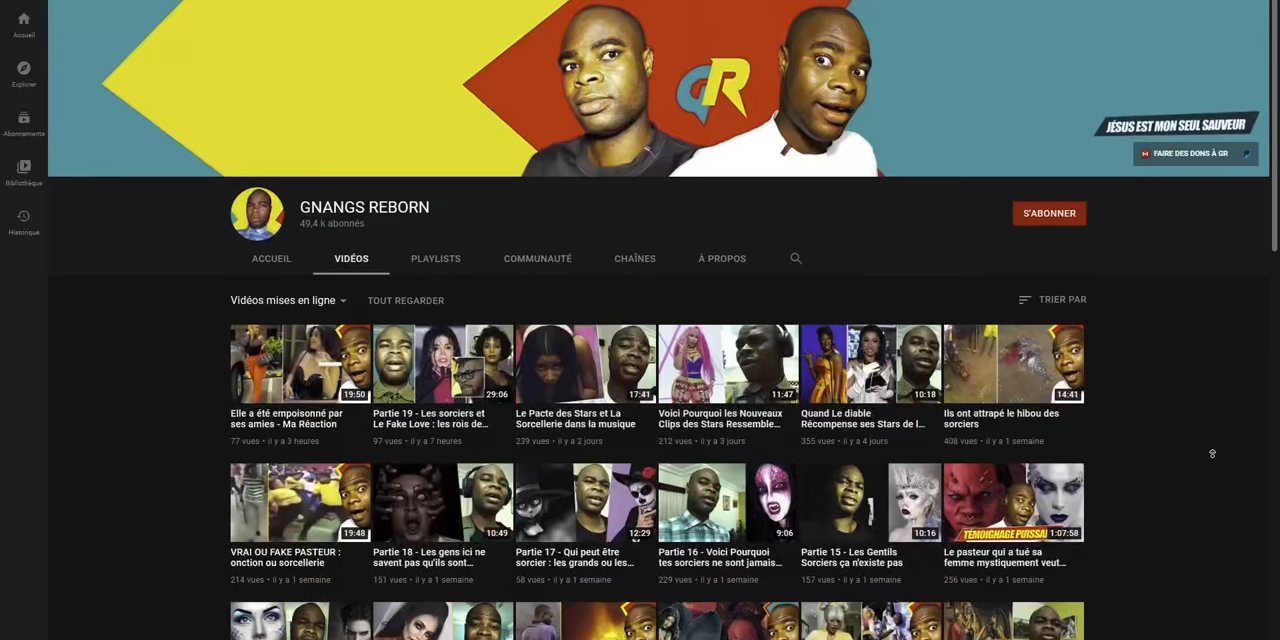 Accueil
Explorer
Abonnements
Bibliothèque
Historique
GR
JÉSUS EST MON SEUL SAUVEUR
FAIRE DES DONS À GR
GNANGS REBORN
49,4 k abonnés
S'ABONNER
ACCUEIL
VIDÉOS
PLAYLISTS
COMMUNAUTÉ
CHAÎNES
À PROPOS
Vidéos mises en ligne
TOUT REGARDER
TRIER PAR
19:50
29:06
17:41
11:47
10:18
14:41
Elle a été empoisonné par
ses amies - Ma Réaction
77 vues • il y a 3 heures
Partie 19 - Les sorciers et
Le Fake Love : les rois de...
97 vues • il y a 7 heures
Le Pacte des Stars et La
Sorcellerie dans la musique
239 vues • il y a 2 jours
Voici Pourquoi les Nouveaux
Clips des Stars Ressemble...
212 vues • il y a 3 jours
Quand Le diable
Récompense ses Stars de l...
355 vues • il y a 4 jours
Ils ont attrapé le hibou des
sorciers
408 vues • il y a 1 semaine
19:48
10:49
12:29
9:06
10:16
TEMOIGNAGE PUISSA
1:07:58
VRAI OU FAKE PASTEUR :
onction ou sorcellerie
214 vues • il y a 1 semaine
Partie 18 - Les gens ici ne
savent pas qu'ils sont...
151 vues • il y a 1 semaine
Partie 17 - Qui peut être
sorcier : les grands ou les...
58 vues • il y a 1 semaine
Partie 16 - Voici Pourquoi
tes sorciers ne sont jamais...
229 vues • il y a 1 semaine
Partie 15 - Les Gentils
Sorciers ça n'existe pas
157 vues • il y a 1 semaine
Le pasteur qui a tué sa
femme mystiquement veut...
256 vues • il y a 1 semaine